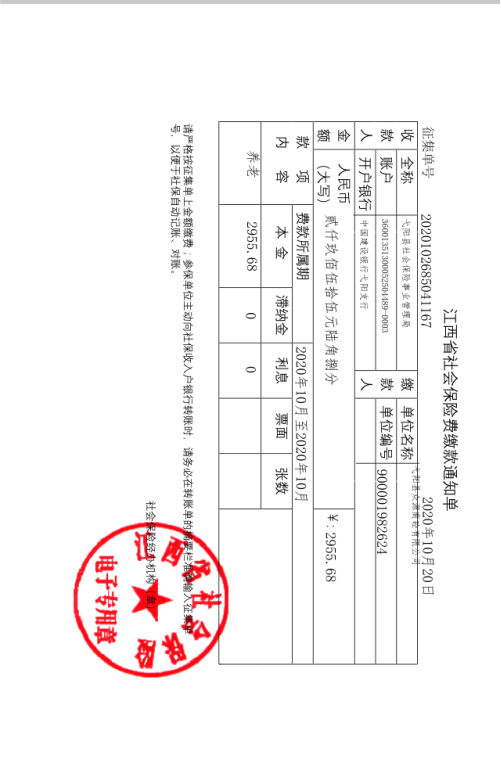 江西省社会保险费缴款通知单
征集单号 2020102685041167 2020年10月20日
收款人 全称 弋阳县社会保险事业管理局 缴款人 单位名称 弋阳县众源商砼有限公司
账户 36001351300052504489-0003 单位编号 900001982624
开户银行 中国建设银行弋阳支行
金额 人民币(大写) 贰仟玖佰伍拾伍元陆角捌分 ¥:2955.68
款项内容 费款所属期 2020年10月至2020年10月
本金 滞纳金 利息 票面 张数
养老 2955.68 0 0
请严格按征集单上金额缴费;参保单位主动向社保收入户银行转账时,请务必在转账单的摘要栏准确输入征集单
号,以便于社保自动记账、对账。
社会保险经办机构(章)
江西省社会保险
电子专用章